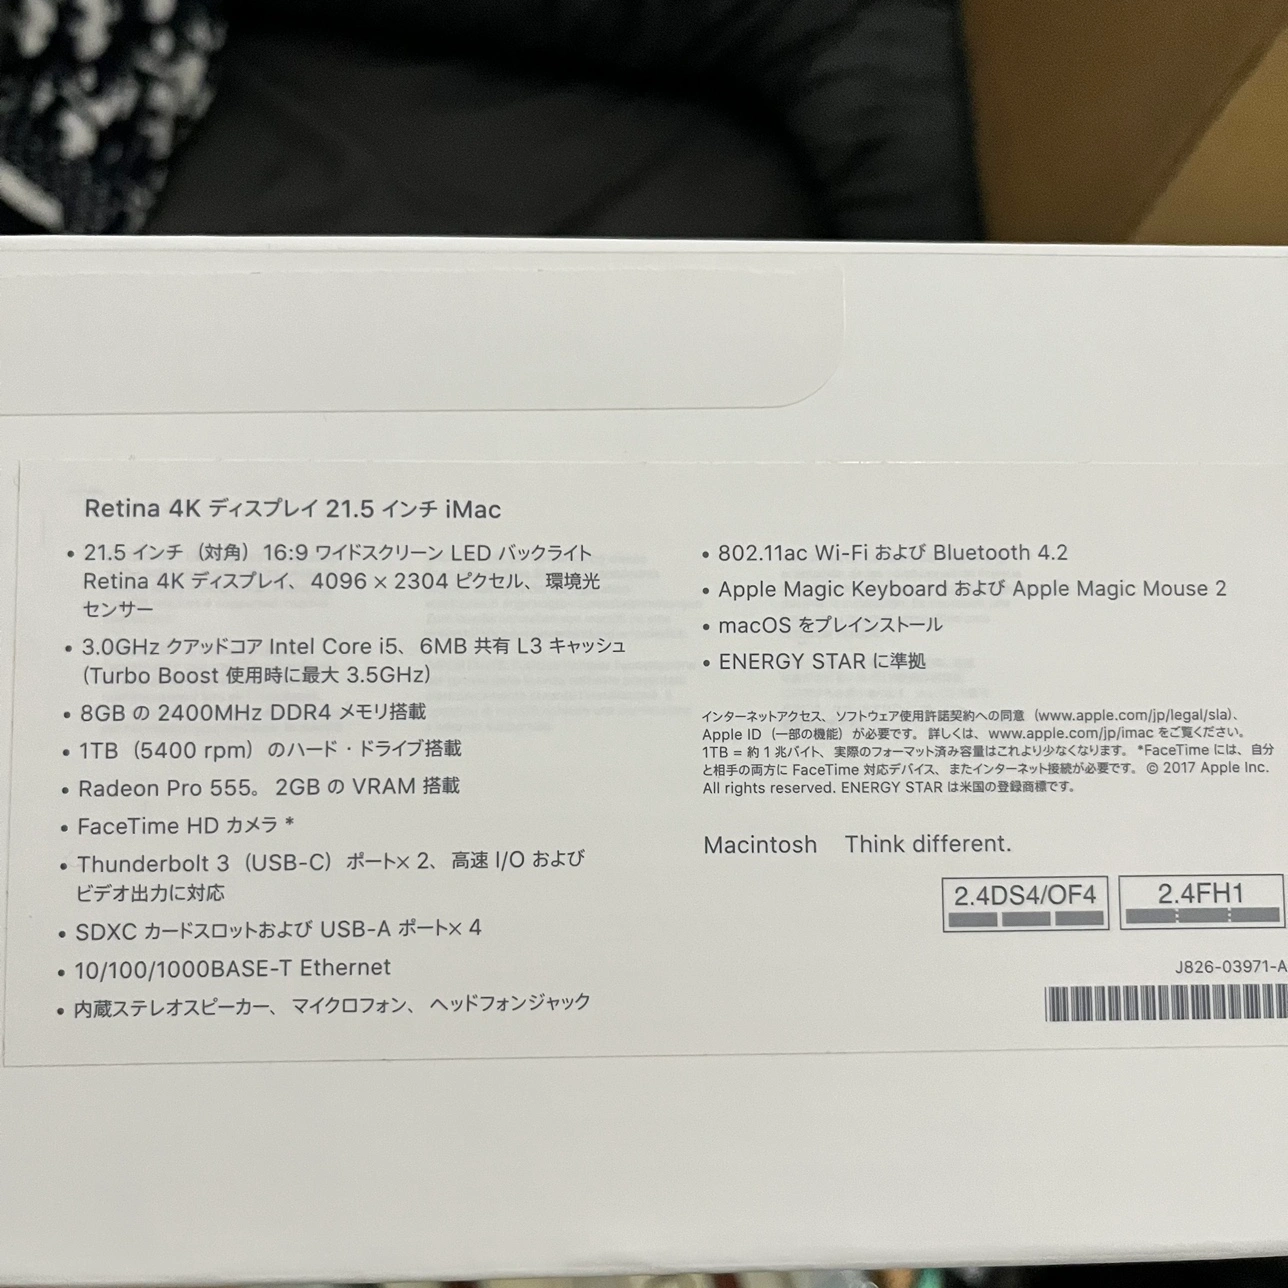 Retina 4K ディスプレイ 21.5 インチ iMac
• 21.5 インチ（対角）16:9 ワイドスクリーン LED バックライト
Retina 4K ディスプレイ、4096 × 2304 ピクセル、環境光
センサー
• 3.0GHz クアッドコア Intel Core i5、6MB 共有 L3 キャッシュ
(Turbo Boost 使用時に最大 3.5GHz)
• 8GB の 2400MHz DDR4 メモリ搭載
• 1TB（5400 rpm）のハード・ドライブ搭載
• Radeon Pro 555。2GB の VRAM 搭載
• FaceTime HD カメラ *
• Thunderbolt 3（USB-C）ポート× 2、高速 I/O および
ビデオ出力に対応
• SDXC カードスロットおよび USB-A ポート× 4
• 10/100/1000BASE-T Ethernet
• 内蔵ステレオスピーカー、マイクロフォン、ヘッドフォンジャック
• 802.11ac Wi-Fi および Bluetooth 4.2
• Apple Magic Keyboard および Apple Magic Mouse 2
• macOS をプレインストール
• ENERGY STAR に準拠
インターネットアクセス、ソフトウェア使用許諾契約への同意（www.apple.com/jp/legal/sla）、
Apple ID（一部の機能）が必要です。詳しくは、www.apple.com/jp/imac をご覧ください。
1TB = 約 1 兆バイト、実際のフォーマット済み容量はこれより少なくなります。*FaceTime には、自分
と相手の両方に FaceTime 対応デバイス、またインターネット接続が必要です。© 2017 Apple Inc.
All rights reserved. ENERGY STAR は米国の登録商標です。
Macintosh Think different.
2.4DS4/OF4 2.4FH1
J826-03971-A